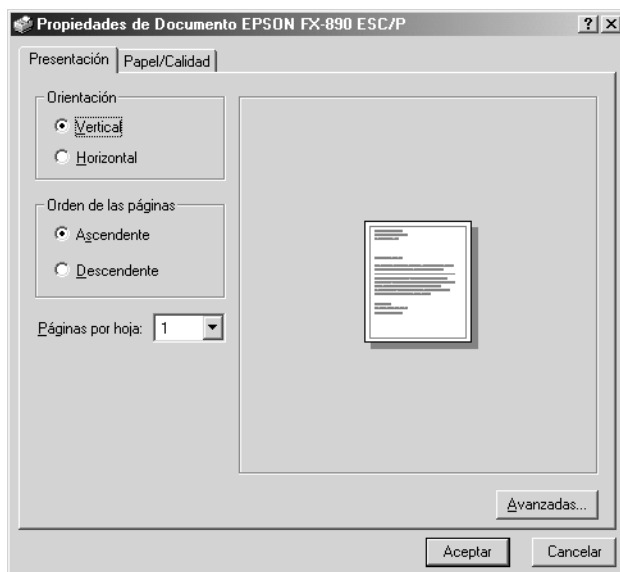 Propiedades de Documento EPSON FX-890 ESC/P
Presentación Papel/Calidad
Orientación
Vertical
Horizontal
Orden de las páginas
Ascendente
Descendente
Páginas por hoja: 1
Avanzadas...
Aceptar Cancelar